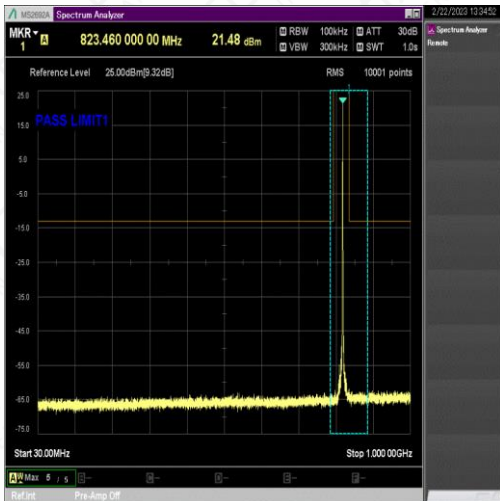 MS2692A Spectrum Analyzer
2/22/2023 13:34:52
MKR 1 A 823.460 000 00 MHz 21.48 dBm
M RBW 100kHz M ATT 30dB
M VBW 300kHz M SWT 1.0s
Spectrum Analyzer
Remote
Reference Level 25.00dBm[9.32dB] RMS 10001 points
25.0
PASS LIMIT1
15.0
5.0
-5.0
-15.0
-25.0
-35.0
-45.0
-55.0
-65.0
-75.0
Start 30.00MHz Stop 1.000 00GHz
A W Max 5 / 5
Ref.Int Pre-Amp Off